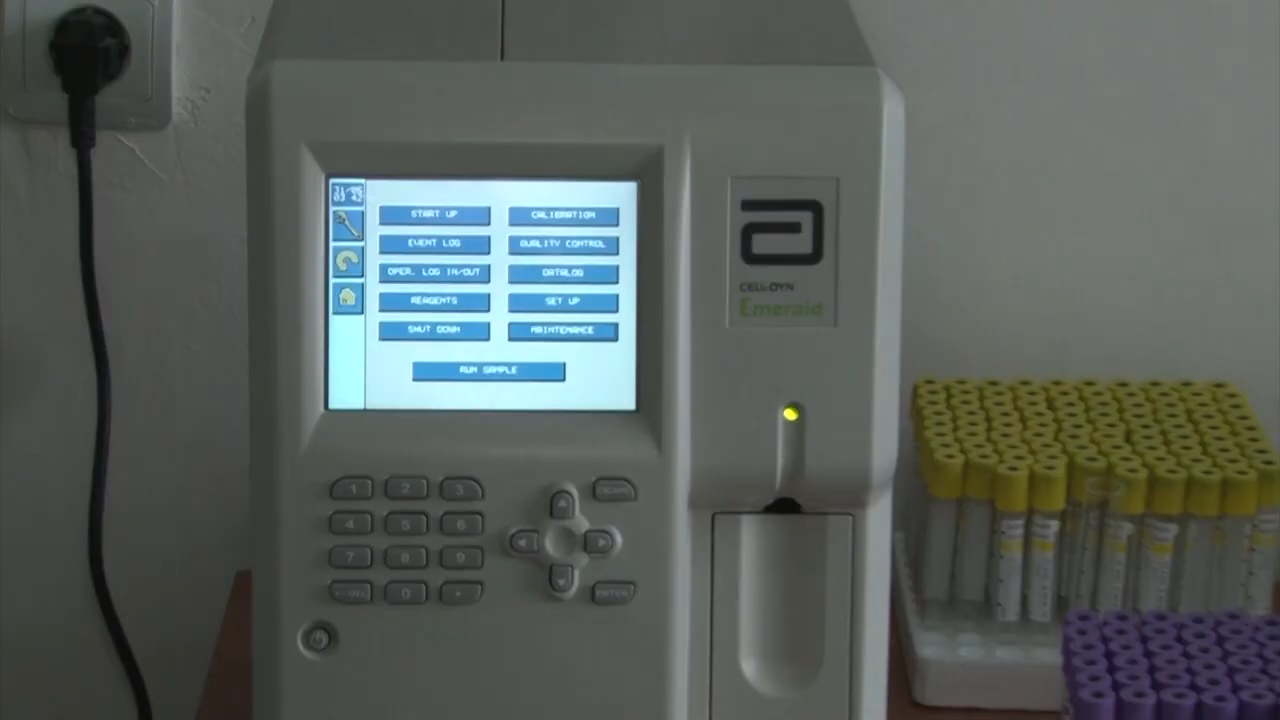 START UP
CALIBRATION
EVENT LOG
QUALITY CONTROL
OPER. LOG IN/OUT
DATALOG
REAGENTS
SET UP
SHUT DOWN
MAINTENANCE
RUN SAMPLE
CELL-DYN
Emerald
1 2 3
4 5 6
7 8 9
0
ESCAPE
ENTER